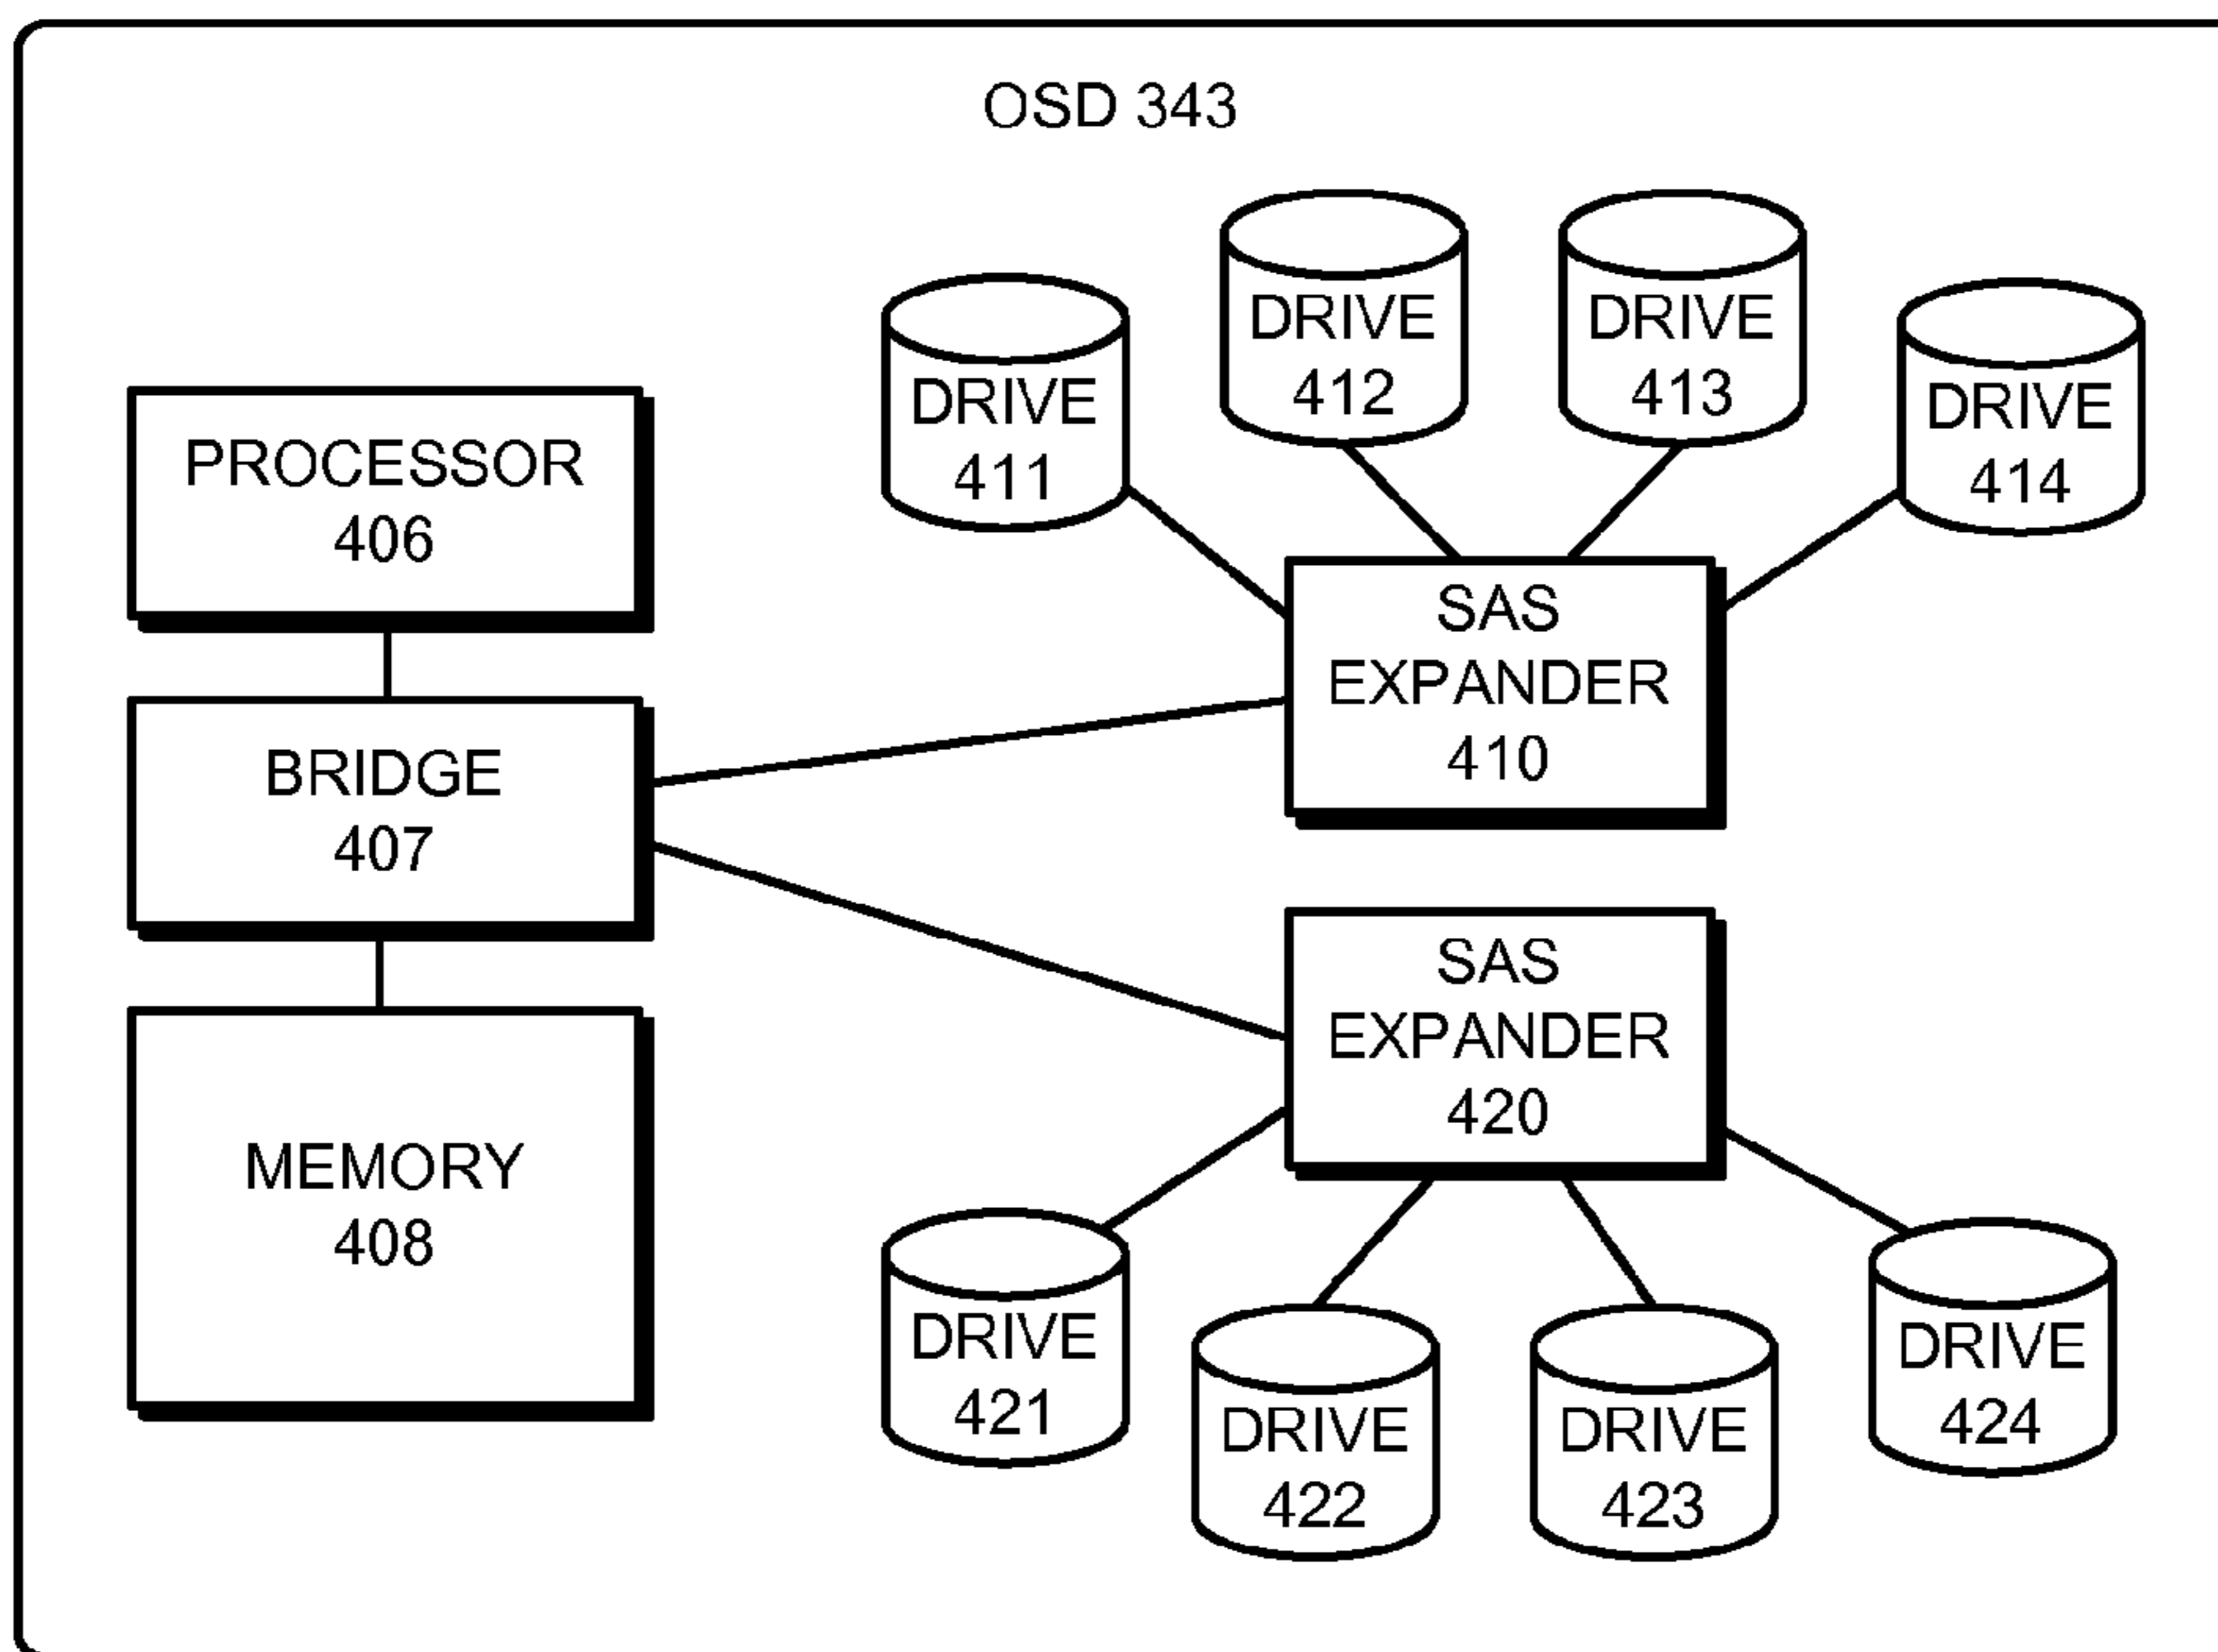 OSD 343
PROCESSOR
406
BRIDGE
407
MEMORY
408
DRIVE
411
DRIVE
412
DRIVE
413
DRIVE
414
SAS
EXPANDER
410
SAS
EXPANDER
420
DRIVE
421
DRIVE
422
DRIVE
423
DRIVE
424